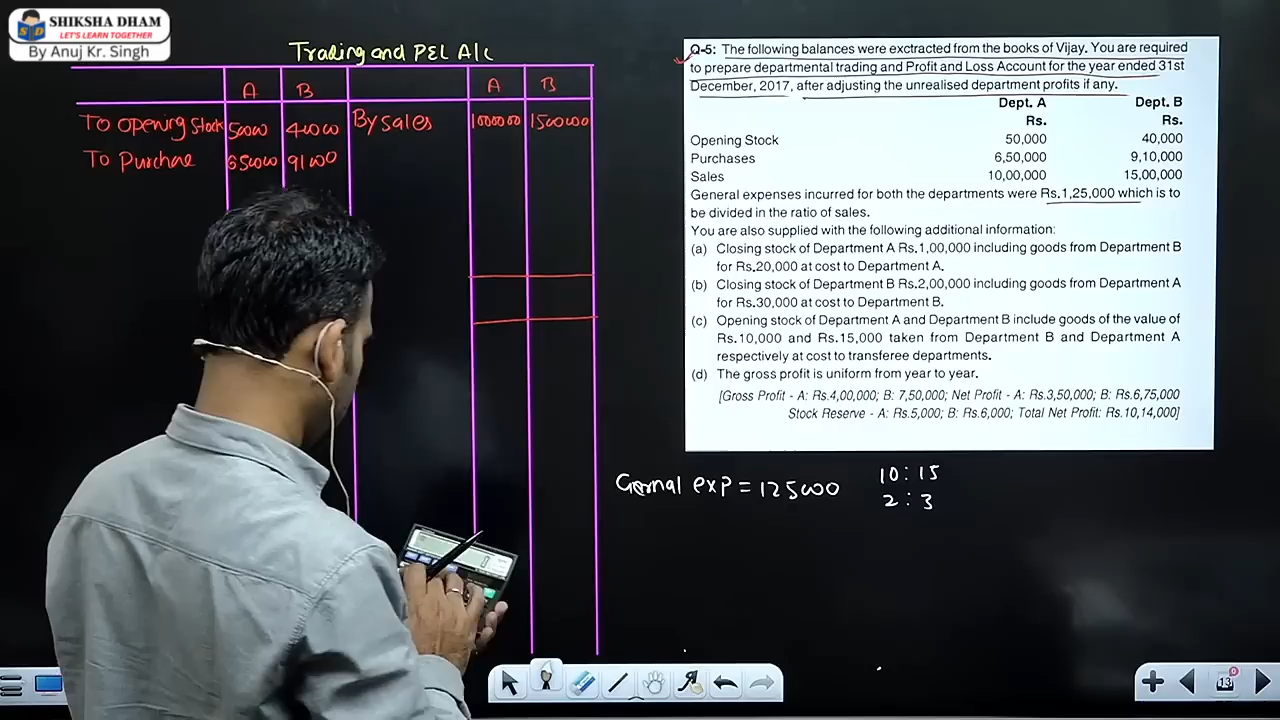 SHIKSHA DHAM
LET'S LEARN TOGETHER
By Anuj Kr. Singh
Trading and P&L A/c
A B A B
To opening Stock 50000 40000 By sales 1000000 1500000
To Purchase 650000 91000
Q-5: The following balances were exctracted from the books of Vijay. You are required
to prepare departmental trading and Profit and Loss Account for the year ended 31st
December, 2017, after adjusting the unrealised department profits if any.
Dept. A Dept. B
Rs. Rs.
Opening Stock 50,000 40,000
Purchases 6,50,000 9,10,000
Sales 10,00,000 15,00,000
General expenses incurred for both the departments were Rs.1,25,000 which is to
be divided in the ratio of sales.
You are also supplied with the following additional information:
(a) Closing stock of Department A Rs.1,00,000 including goods from Department B
for Rs.20,000 at cost to Department A.
(b) Closing stock of Department B Rs.2,00,000 including goods from Department A
for Rs.30,000 at cost to Department B.
(c) Opening stock of Department A and Department B include goods of the value of
Rs.10,000 and Rs.15,000 taken from Department B and Department A
respectively at cost to transferee departments.
(d) The gross profit is uniform from year to year.
[Gross Profit - A: Rs.4,00,000; B: 7,50,000; Net Profit - A: Rs.3,50,000; B: Rs.6,75,000
Stock Reserve - A: Rs.5,000; B: Rs.6,000; Total Net Profit: Rs.10,14,000]
Gernal exp = 125000 10 : 15
2 : 3
13